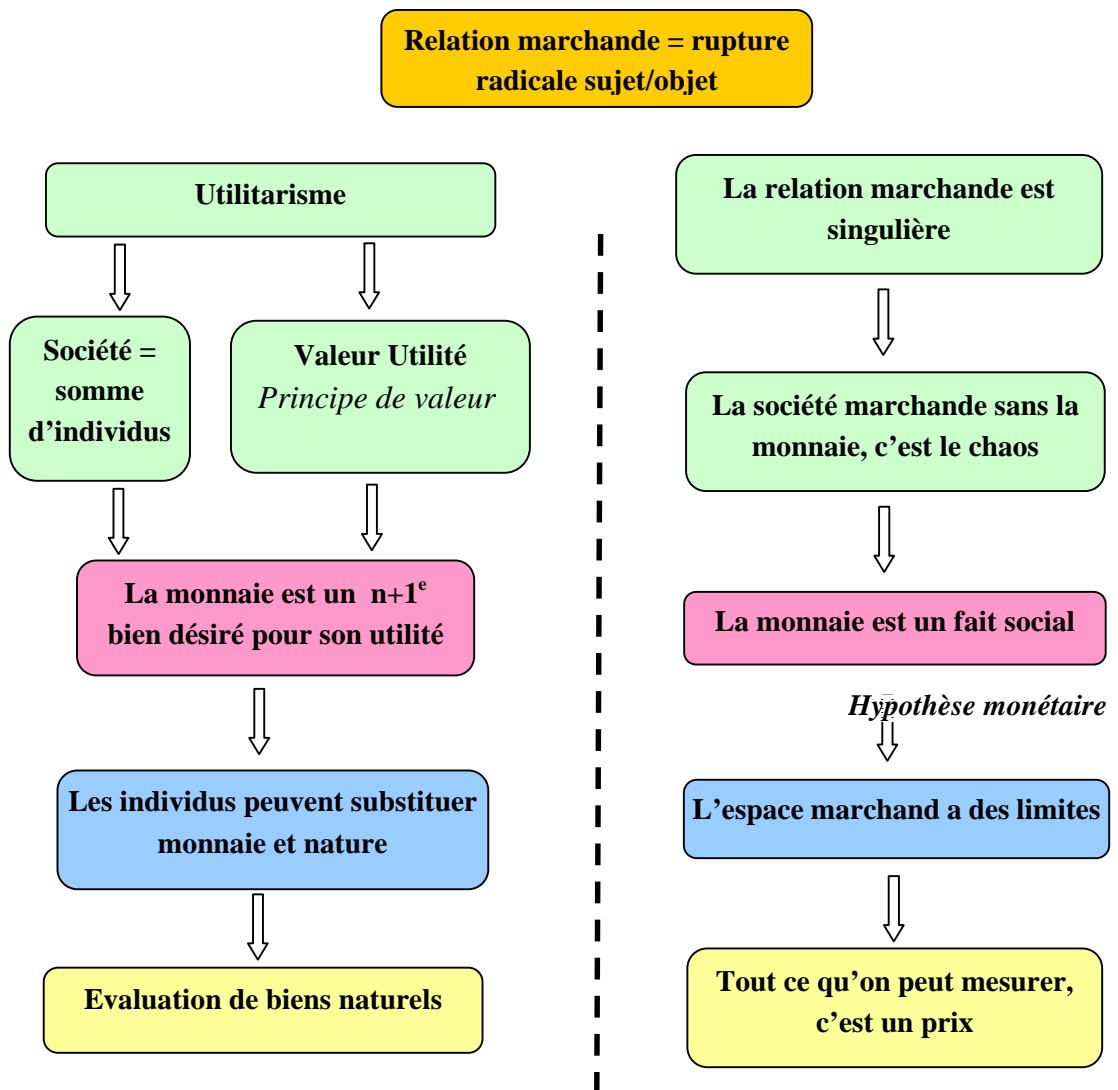 Relation marchande = rupture
radicale sujet/objet
Utilitarisme
Société =
somme
d’individus
Valeur Utilité
Principe de valeur
La monnaie est un n+1e
bien désiré pour son utilité
Les individus peuvent substituer
monnaie et nature
Evaluation de biens naturels
La relation marchande est
singulière
La société marchande sans la
monnaie, c’est le chaos
La monnaie est un fait social
Hypothèse monétaire
L’espace marchand a des limites
Tout ce qu’on peut mesurer,
c’est un prix